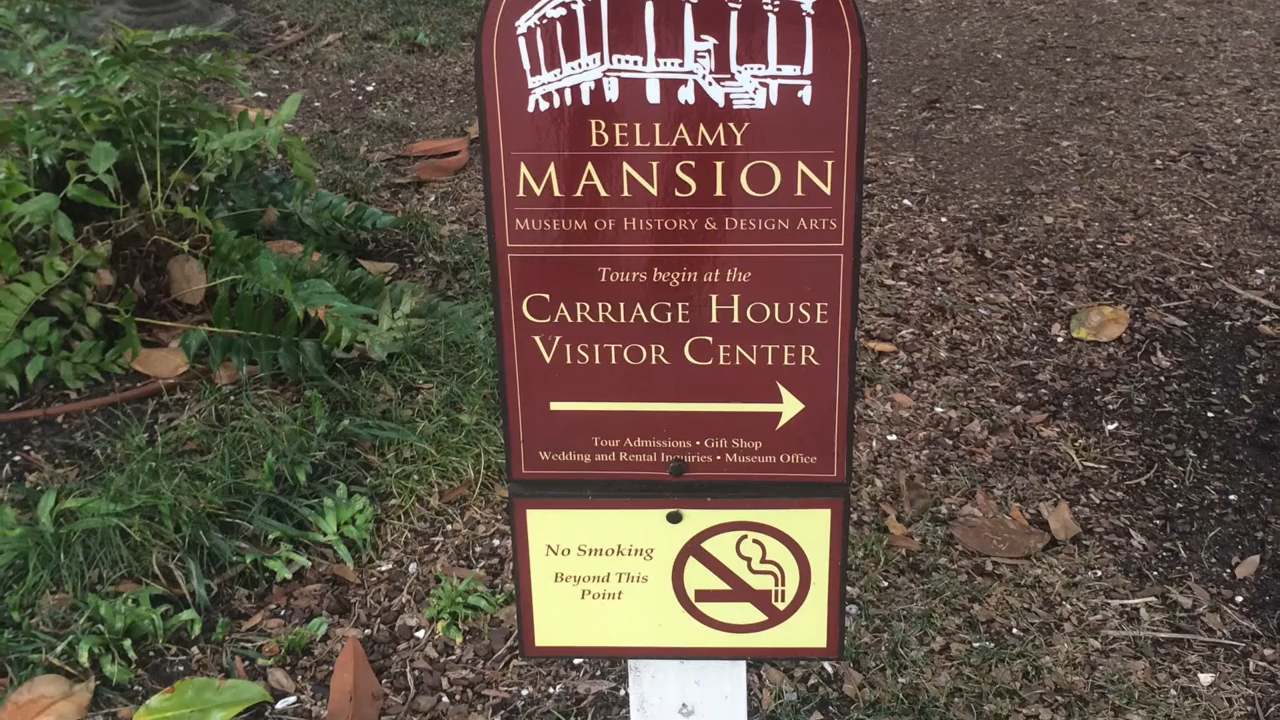 BELLAMY
MANSION
MUSEUM OF HISTORY & DESIGN ARTS
Tours begin at the
CARRIAGE HOUSE
VISITOR CENTER
Tour Admissions • Gift Shop
Wedding and Rental Inquiries • Museum Office
No Smoking
Beyond This
Point